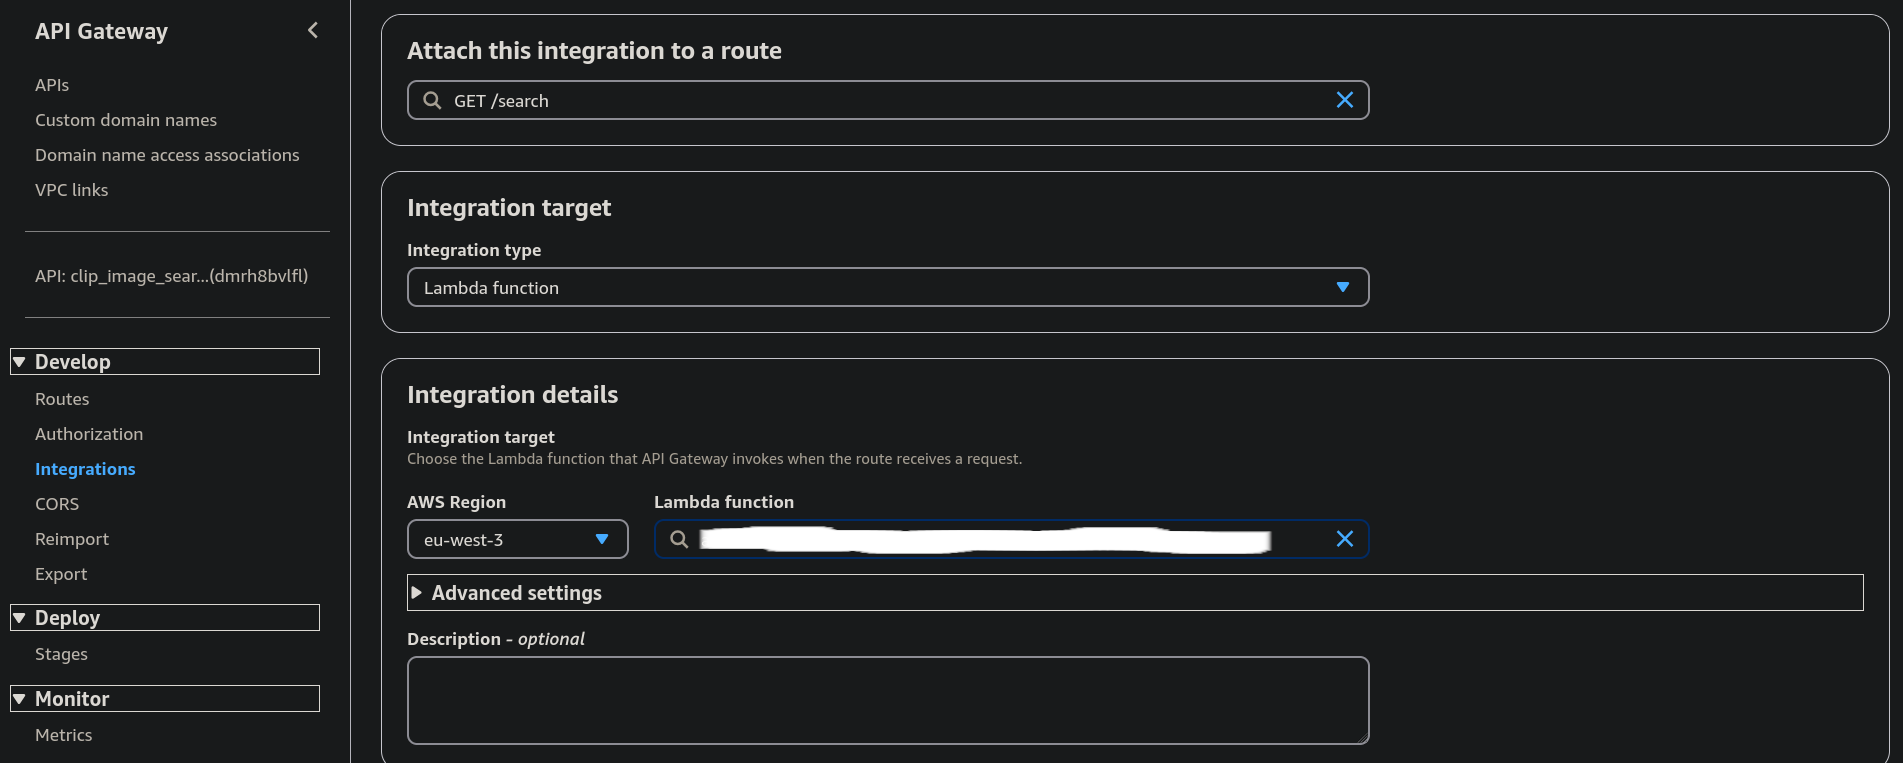 API Gateway
APIs
Custom domain names
Domain name access associations
VPC links
API: clip_image_sear...(dmrh8bvlfl)
Develop
Routes
Authorization
Integrations
CORS
Reimport
Export
Deploy
Stages
Monitor
Metrics
Attach this integration to a route
GET /search
Integration target
Integration type
Lambda function
Integration details
Integration target
Choose the Lambda function that API Gateway invokes when the route receives a request.
AWS Region
Lambda function
eu-west-3
Advanced settings
Description - optional